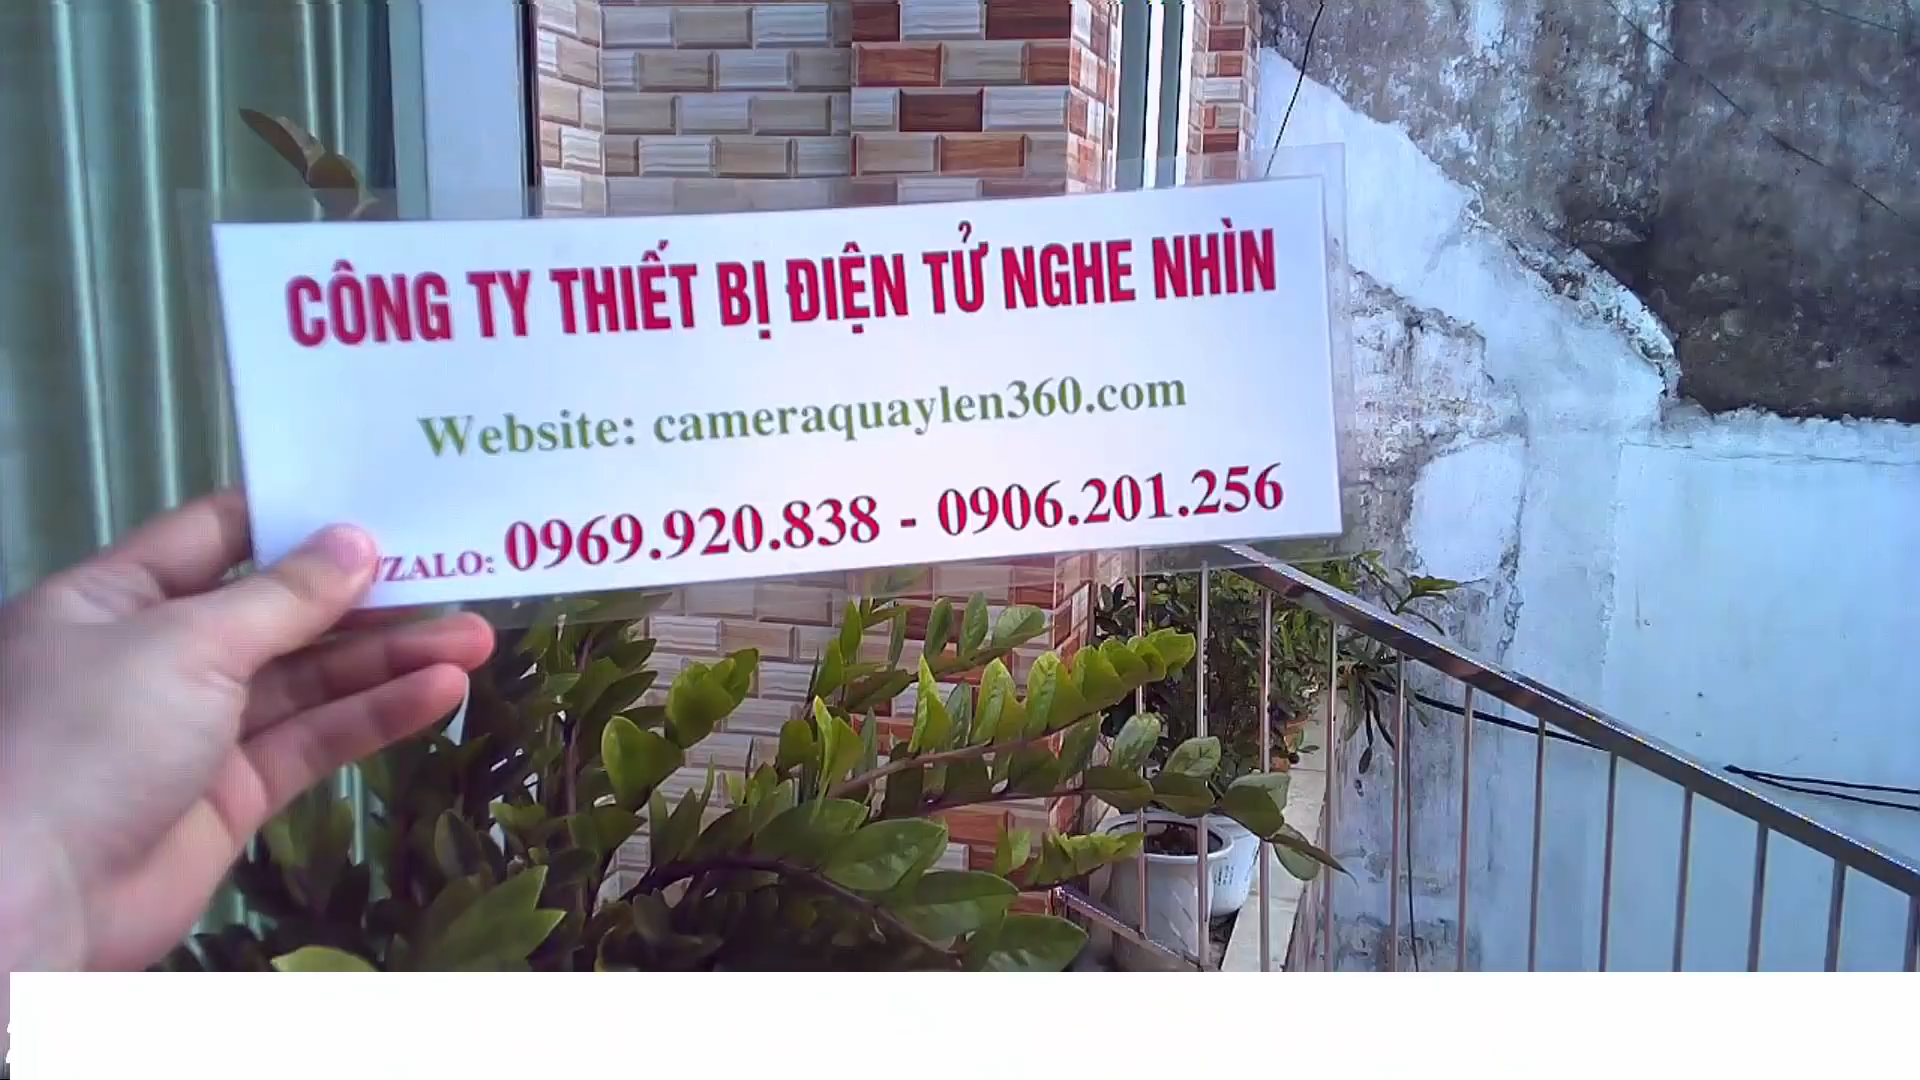 CÔNG TY THIẾT BỊ ĐIỆN TỬ NGHE NHÌN
Website: cameraquaylen360.com
/ZALO: 0969.920.838 - 0906.201.256